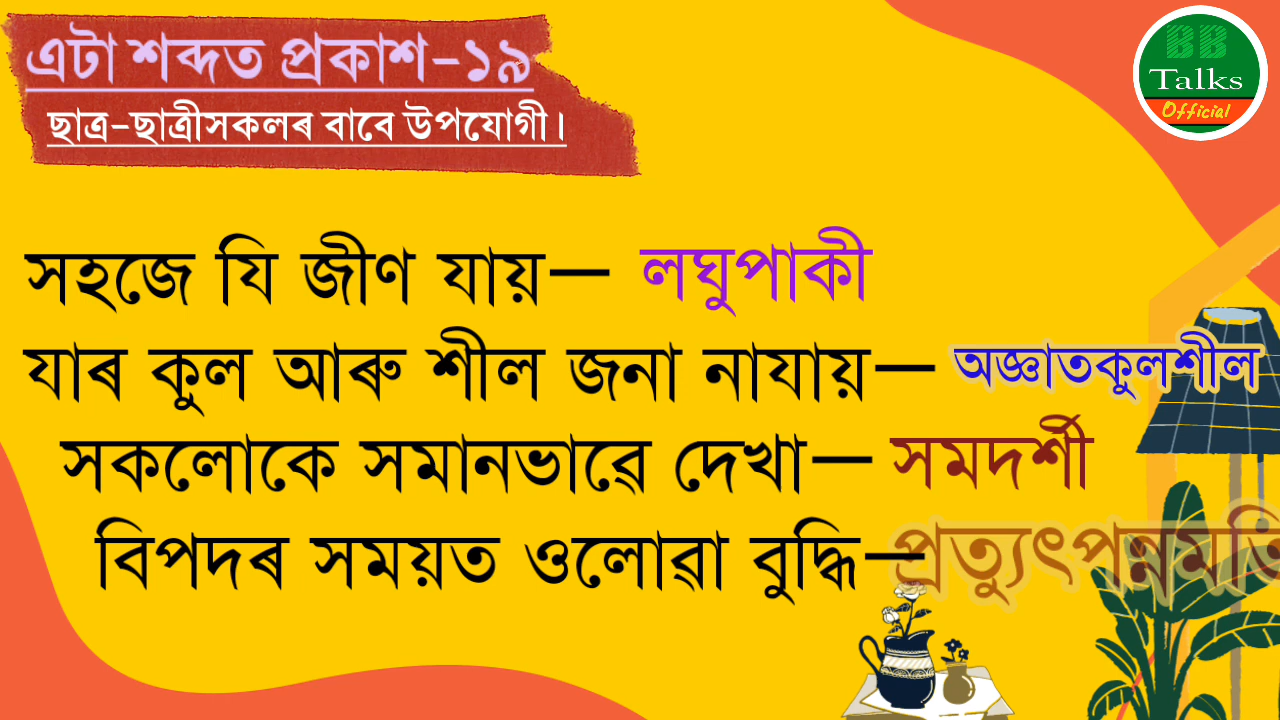 এটা শব্দত প্ৰকাশ-১৯
ছাত্ৰ-ছাত্ৰীসকলৰ বাবে উপযোগী।
BB
Talks
Official
সহজে যি জীণ যায়— লঘুপাকী
যাৰ কুল আৰু শীল জনা নাযায়— অজ্ঞাতকুলশীল
সকলোকে সমানভাৱে দেখা— সমদৰ্শী
বিপদৰ সময়ত ওলোৱা বুদ্ধি— প্ৰত্যুৎপন্নমতি